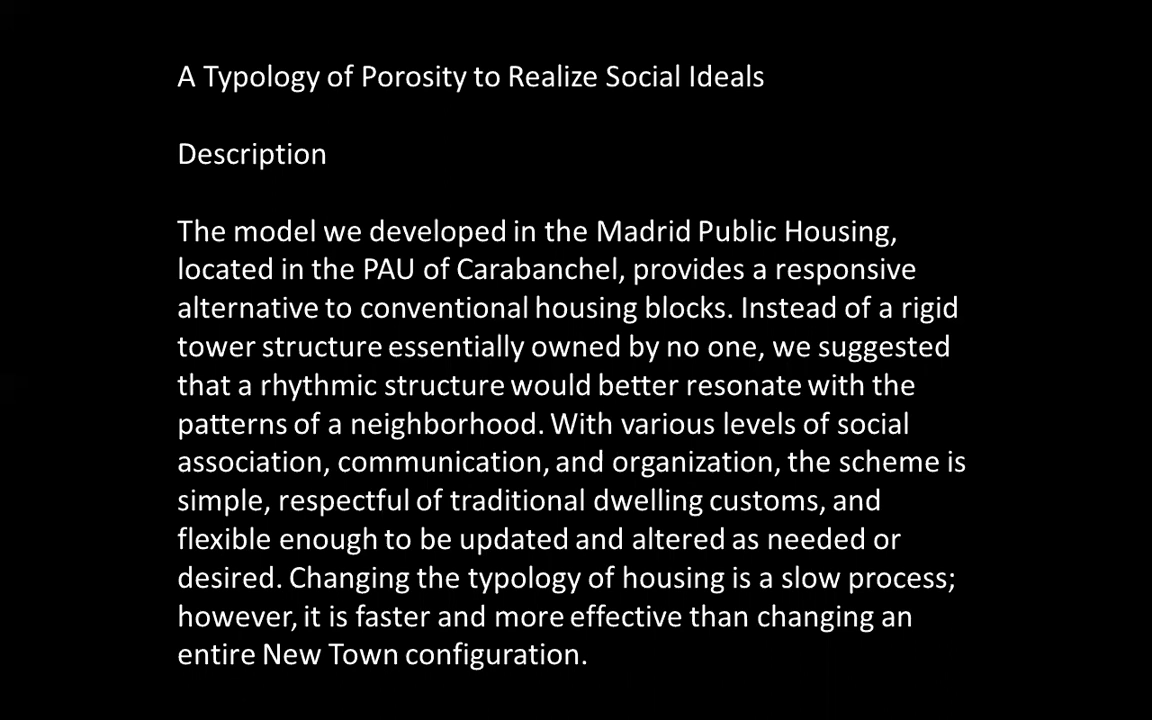 A Typology of Porosity to Realize Social Ideals
Description
The model we developed in the Madrid Public Housing,
located in the PAU of Carabanchel, provides a responsive
alternative to conventional housing blocks. Instead of a rigid
tower structure essentially owned by no one, we suggested
that a rhythmic structure would better resonate with the
patterns of a neighborhood. With various levels of social
association, communication, and organization, the scheme is
simple, respectful of traditional dwelling customs, and
flexible enough to be updated and altered as needed or
desired. Changing the typology of housing is a slow process;
however, it is faster and more effective than changing an
entire New Town configuration.